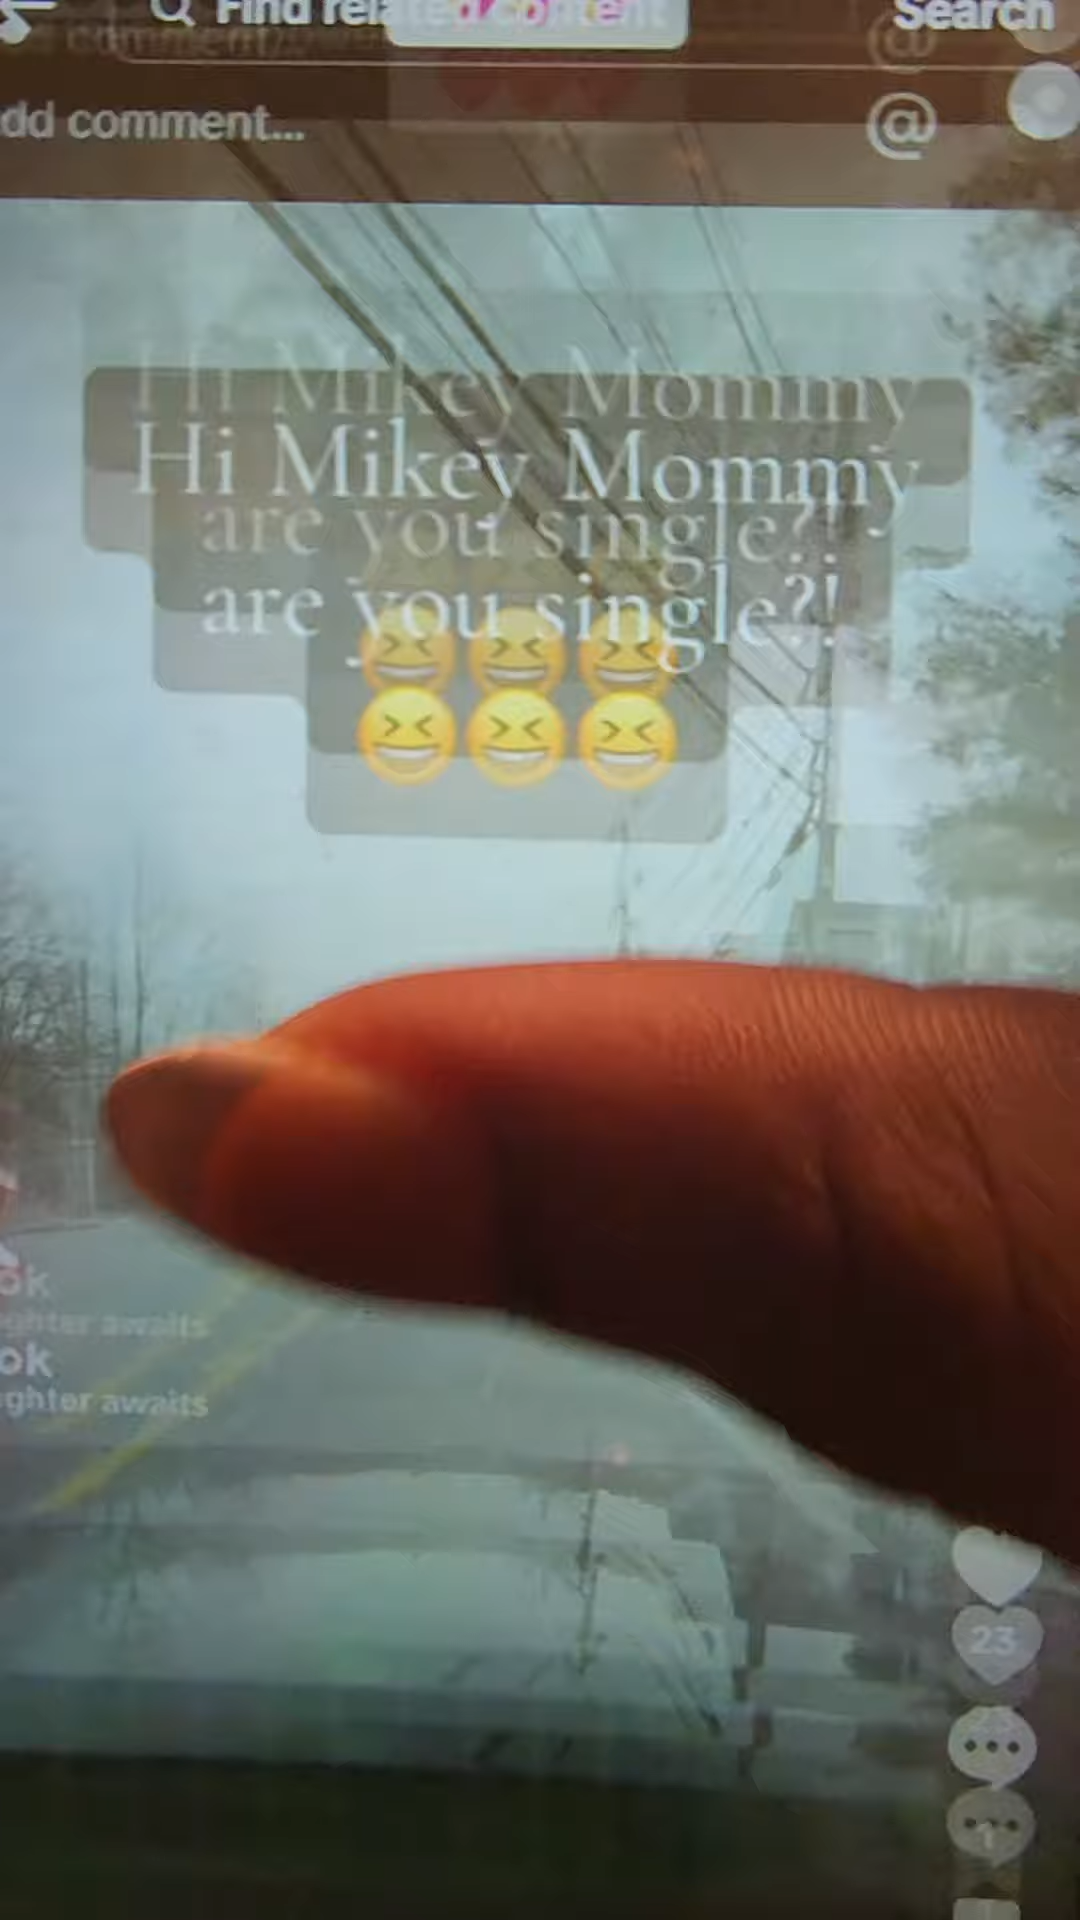 Find related content
Search
dd comment...
@
Hi Mikey Mommy
Hi Mikey Mommy
are you single?!
are you single?!
😆😆😆
😆😆😆
ok
ghter awaits
ok
ghter awaits
23
1